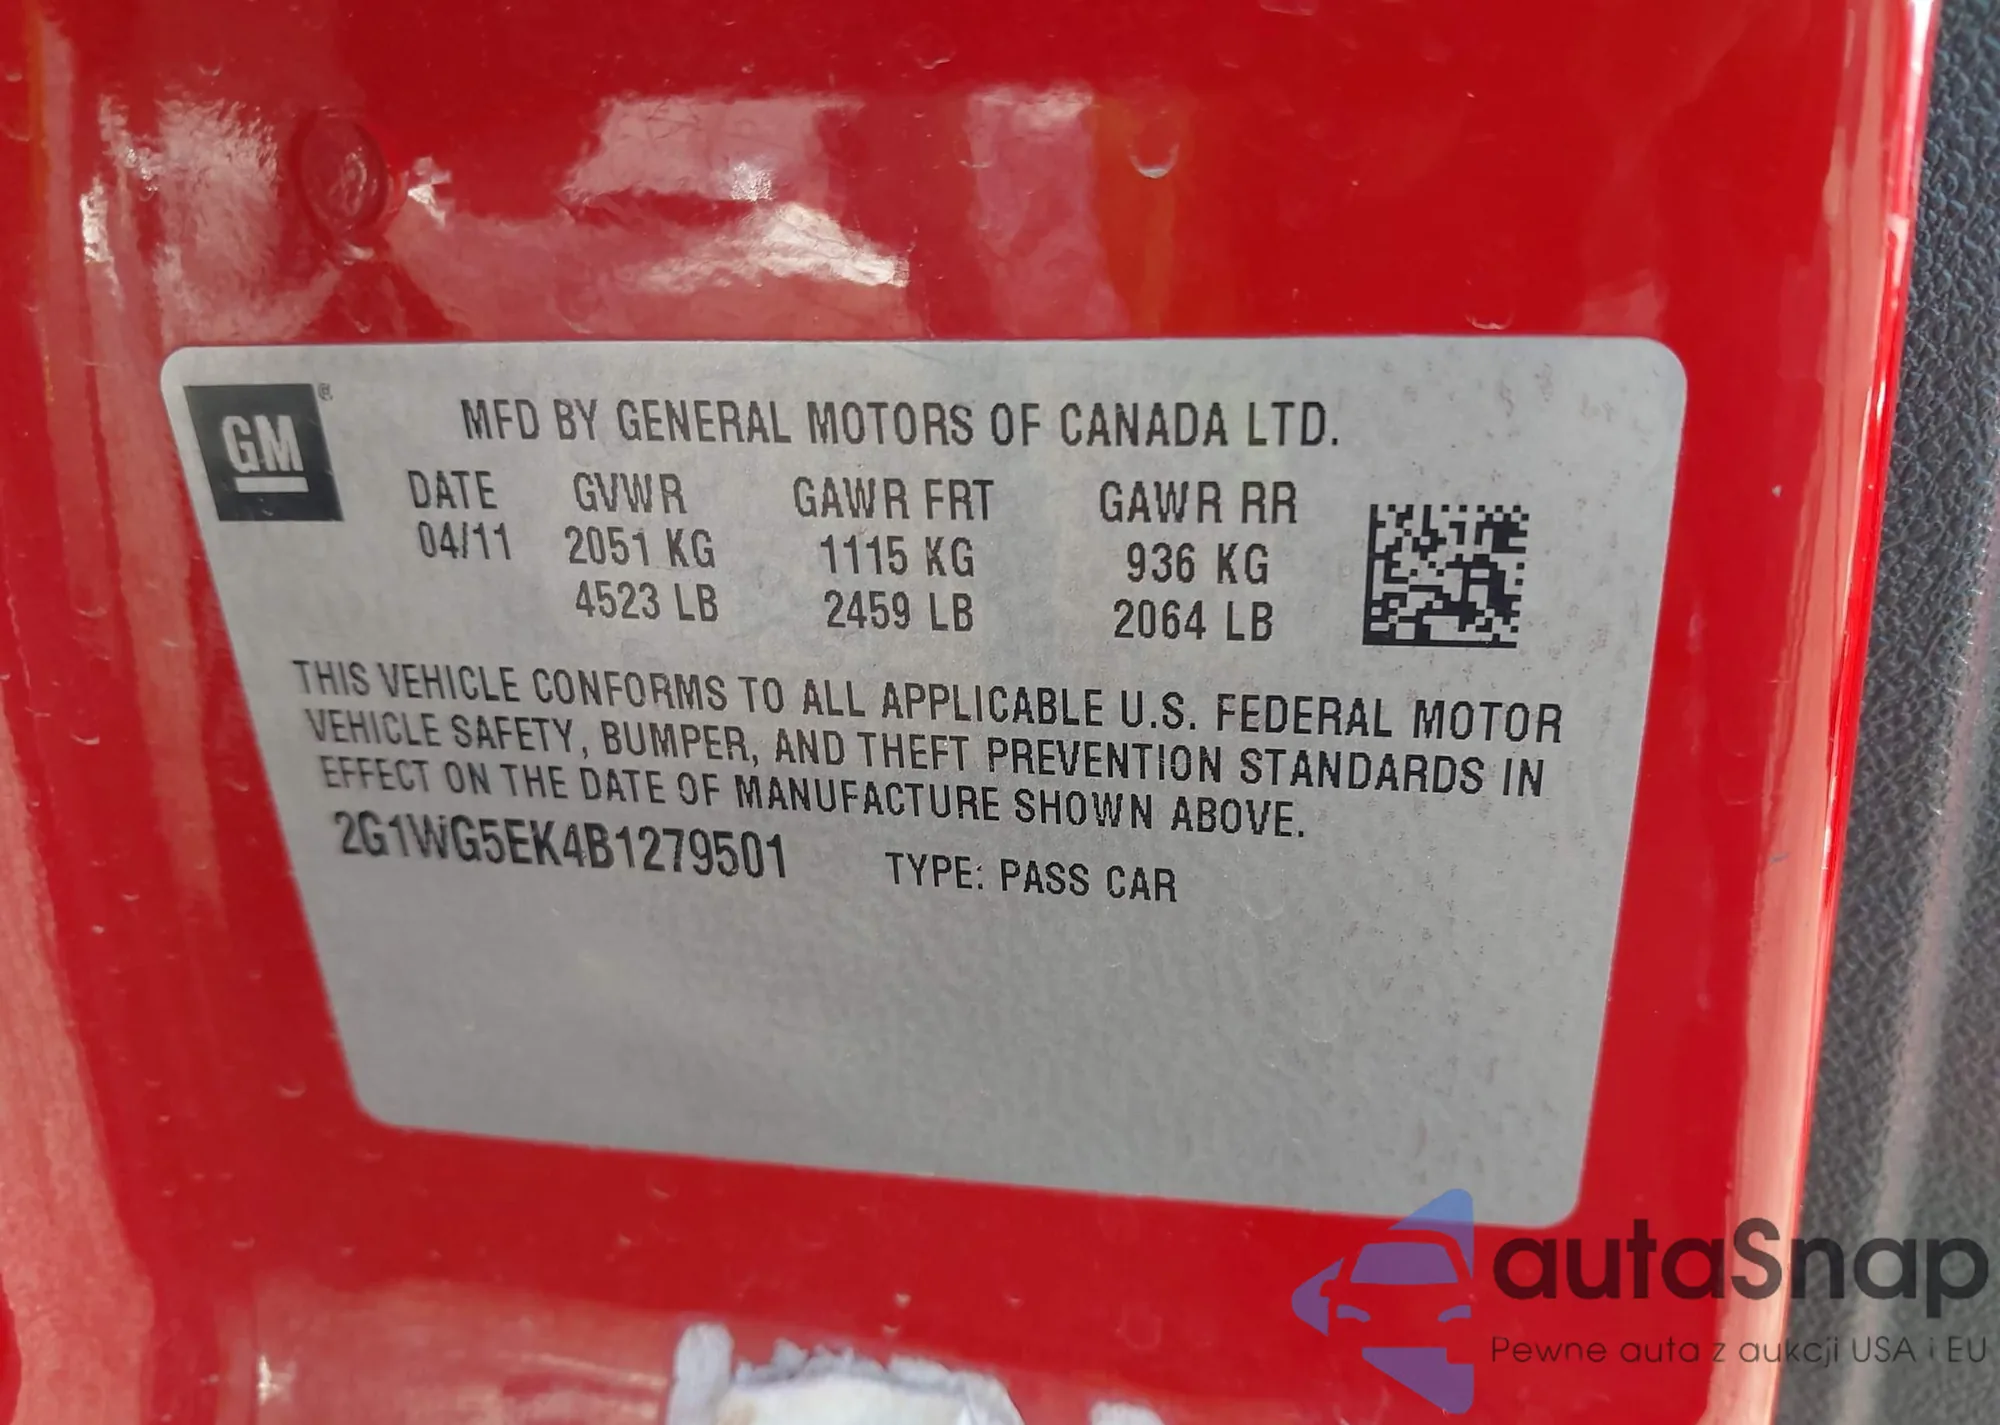 GM®
MFD BY GENERAL MOTORS OF CANADA LTD.
DATE GVWR GAWR FRT GAWR RR
04/11 2051 KG 1115 KG 936 KG
4523 LB 2459 LB 2064 LB
THIS VEHICLE CONFORMS TO ALL APPLICABLE U.S. FEDERAL MOTOR
VEHICLE SAFETY, BUMPER, AND THEFT PREVENTION STANDARDS IN
EFFECT ON THE DATE OF MANUFACTURE SHOWN ABOVE.
2G1WG5EK4B1279501 TYPE: PASS CAR
autaSnap
Pewne auta z aukcji USA i EU